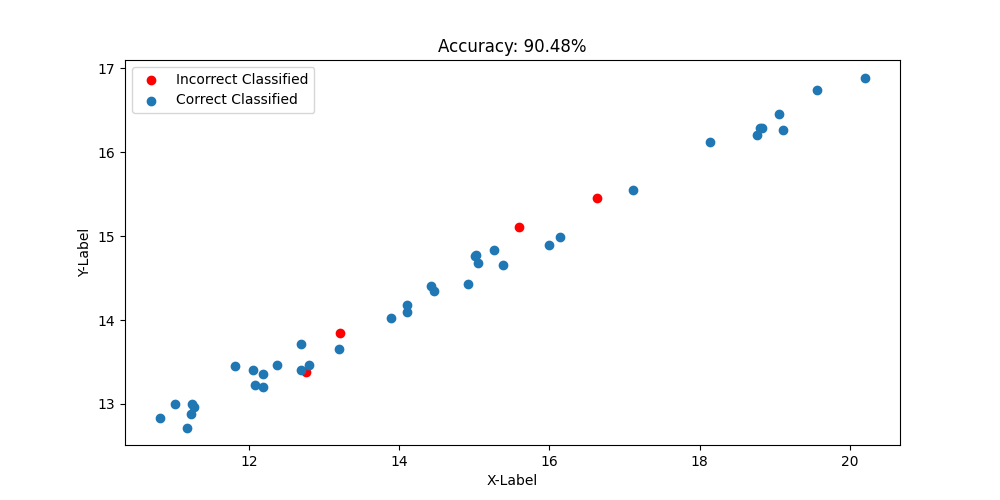 Accuracy: 90.48%
Incorrect Classified
Correct Classified
17
16
15
14
13
Y-Label
12 14 16 18 20
X-Label